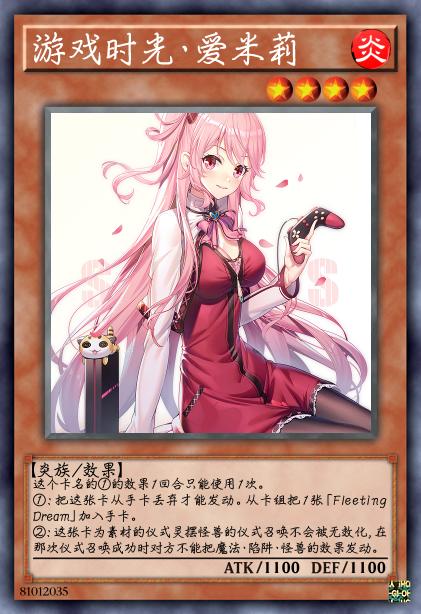 游戏时光·爱米莉
炎
【炎族/效果】
这个卡名的①的效果1回合只能使用1次。
①:把这张卡从手卡丢弃才能发动。从卡组把1张「Fleeting
Dream」加入手卡。
②:这张卡为素材的仪式灵摆怪兽的仪式召唤不会被无效化,在
那次仪式召唤成功时对方不能把魔法·陷阱·怪兽的效果发动。
ATK/1100 DEF/1100
81012035